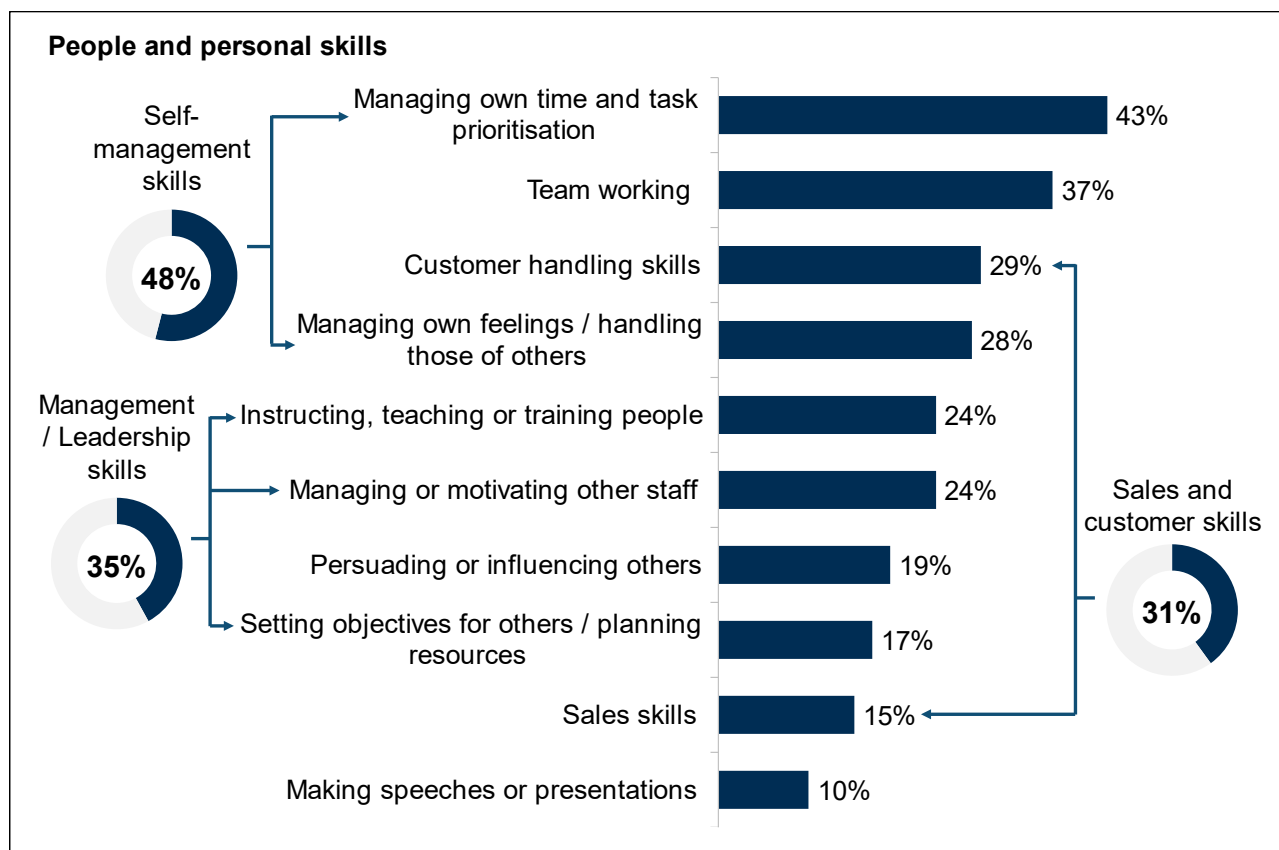 People and personal skills
Self-
management
skills
48%
Management
/ Leadership
skills
35%
Managing own time and task
prioritisation
43%
Team working
37%
Customer handling skills
29%
Managing own feelings / handling
those of others
28%
Instructing, teaching or training people
24%
Managing or motivating other staff
24%
Persuading or influencing others
19%
Setting objectives for others / planning
resources
17%
Sales skills
15%
Making speeches or presentations
10%
Sales and
customer skills
31%